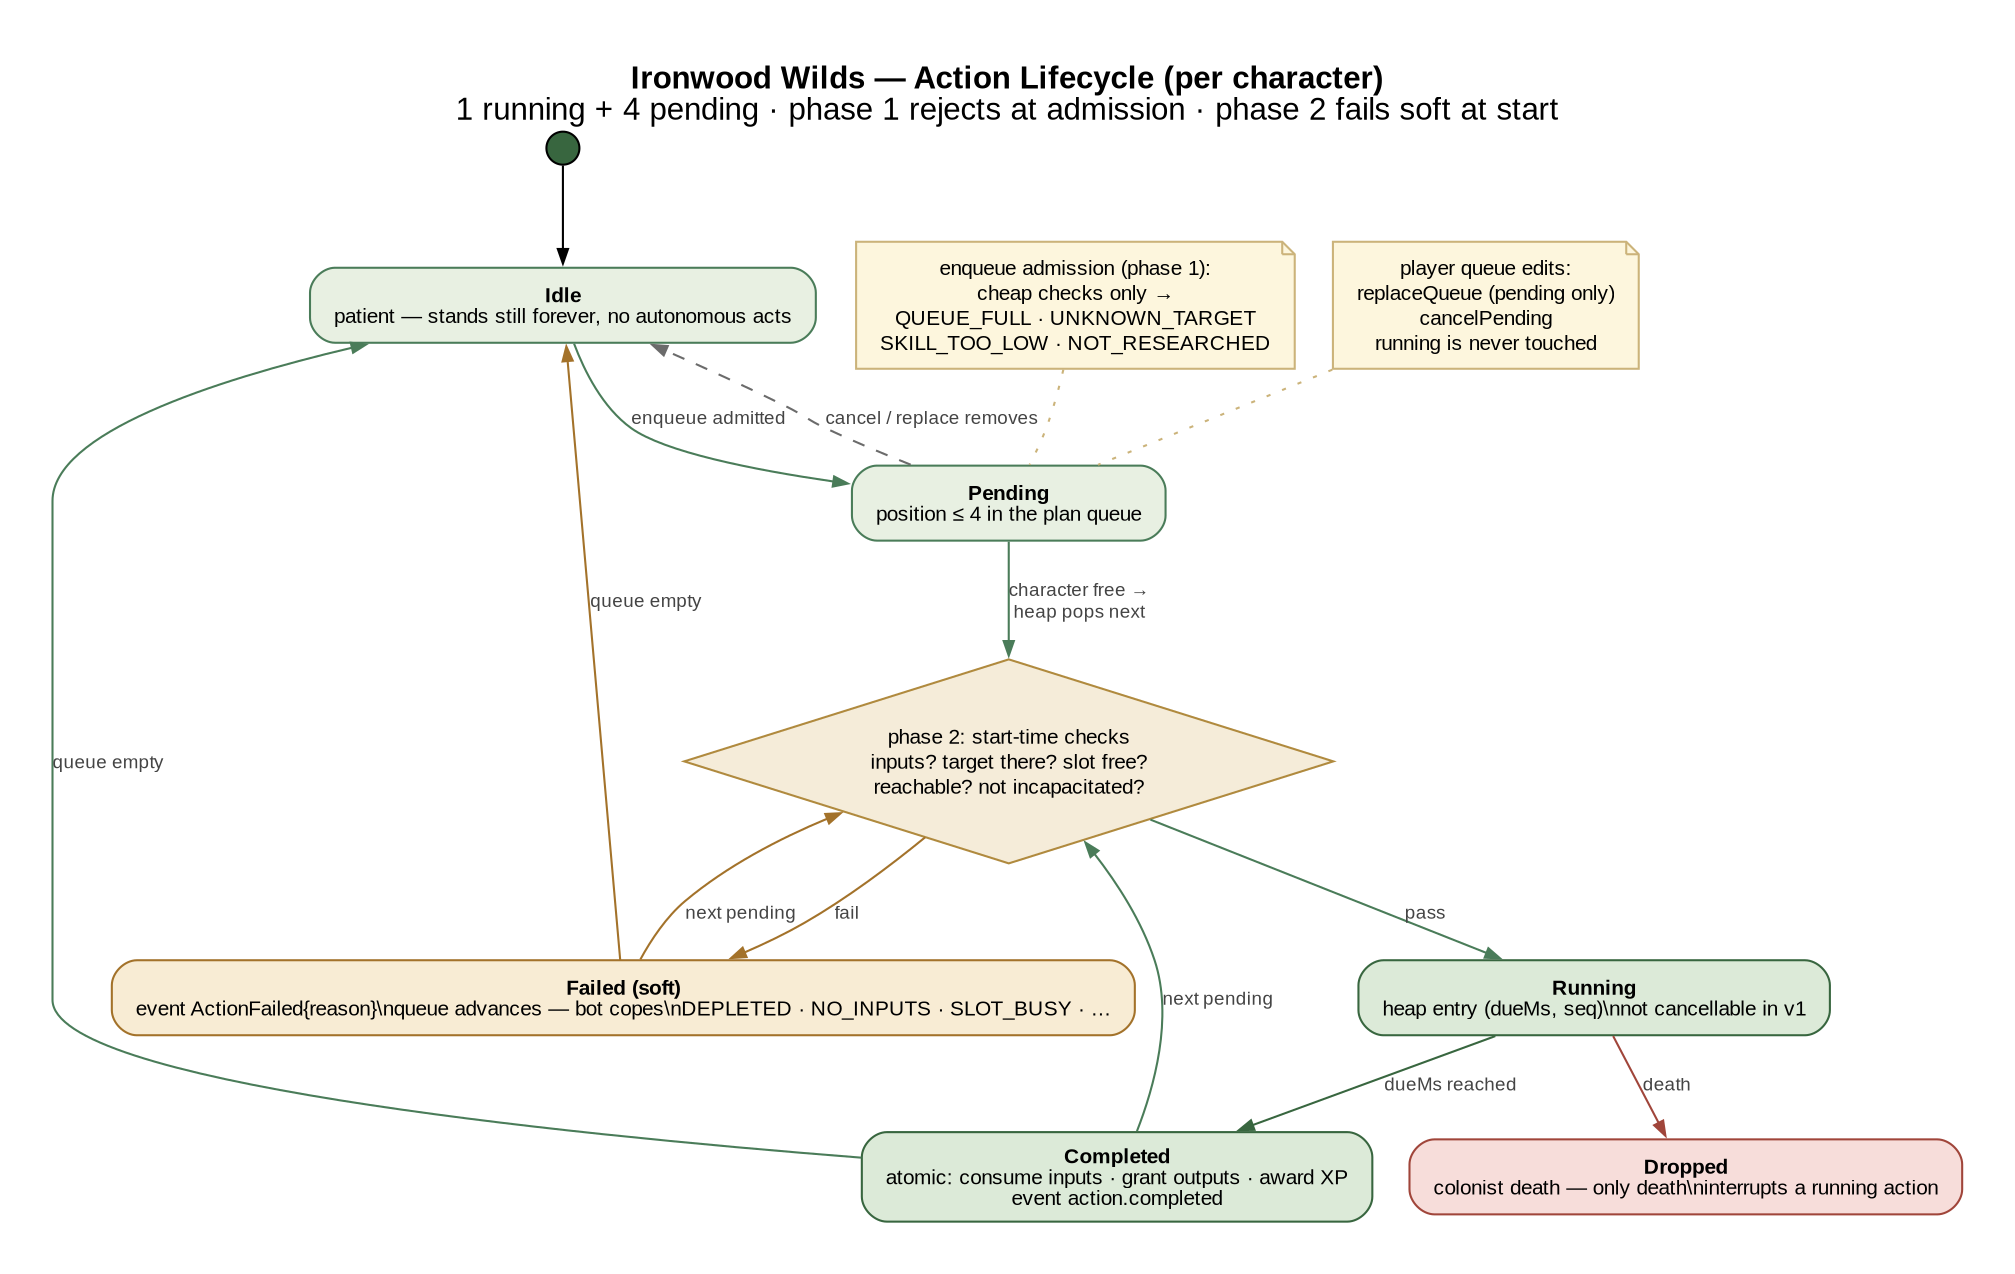 Ironwood Wilds — Action Lifecycle (per character)
1 running + 4 pending · phase 1 rejects at admission · phase 2 fails soft at start
Idle
patient — stands still forever, no autonomous acts
enqueue admission (phase 1):
cheap checks only →
QUEUE_FULL · UNKNOWN_TARGET
SKILL_TOO_LOW · NOT_RESEARCHED
player queue edits:
replaceQueue (pending only)
cancelPending
running is never touched
enqueue admitted
cancel / replace removes
Pending
position ≤ 4 in the plan queue
character free →
heap pops next
queue empty
queue empty
phase 2: start-time checks
inputs? target there? slot free?
reachable? not incapacitated?
next pending
fail
pass
Failed (soft)
event ActionFailed{reason}\nqueue advances — bot copes\nDEPLETED · NO_INPUTS · SLOT_BUSY · …
next pending
Running
heap entry (dueMs, seq)\nnot cancellable in v1
dueMs reached
death
Completed
atomic: consume inputs · grant outputs · award XP
event action.completed
Dropped
colonist death — only death\ninterrupts a running action